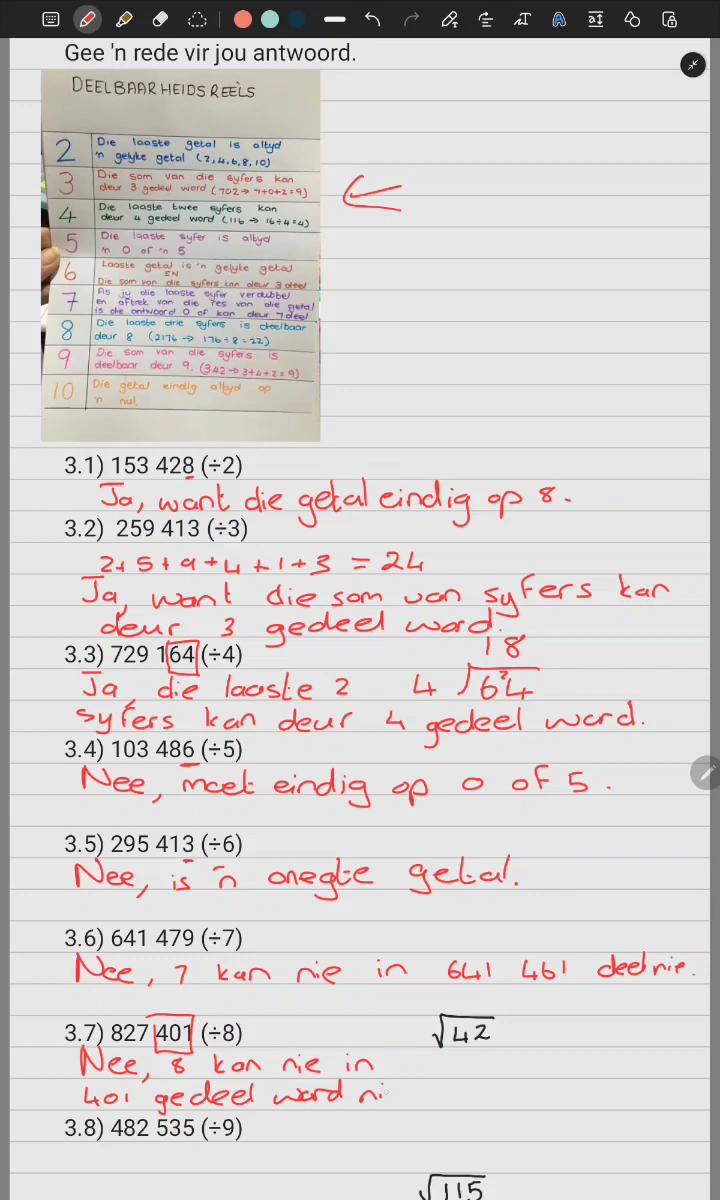 Gee 'n rede vir jou antwoord.
DEELBAARHEIDSREËLS
2 Die laaste getal is altyd
'n gelyke getal (2,4,6,8,10)
3 Die som van die syfers kan
deur 3 gedeel word (702→ 7+0+2=9)
4 Die laaste twee syfers kan
deur 4 gedeel word (116 → 16÷4=4)
5 Die laaste syfer is altyd
'n 0 of 'n 5
6 Laaste getal is 'n gelyke getal
EN
Die som van die syfers kan deur 3 deel
7 As jy die laaste syfer verdubbel
en aftrek van die res van die getal
is die antwoord 0 of kan deur 7 deel
8 Die laaste drie syfers is deelbaar
deur 8 (2176 → 176÷8=22)
9 Die som van die syfers is
deelbaar deur 9. (342→3+4+2=9)
10 Die getal eindig altyd op
'n nul.
3.1) 153 428 (÷2)
Ja, want die getal eindig op 8.
3.2) 259 413 (÷3)
2+5+9+4+1+3 = 24
Ja, want die som van syfers kan
deur 3 gedeel word.
3.3) 729 164 (÷4)
18
Ja, die laaste 2 4 √6²4
syfers kan deur 4 gedeel word.
3.4) 103 486 (÷5)
Nee, moet eindig op 0 of 5.
3.5) 295 413 (÷6)
Nee, is 'n onegte getal.
3.6) 641 479 (÷7)
Nee, 7 kan nie in 641 461 deel nie.
3.7) 827 401 (÷8) √42
Nee, 8 kan nie in
401 gedeel word ni
3.8) 482 535 (÷9)
√115